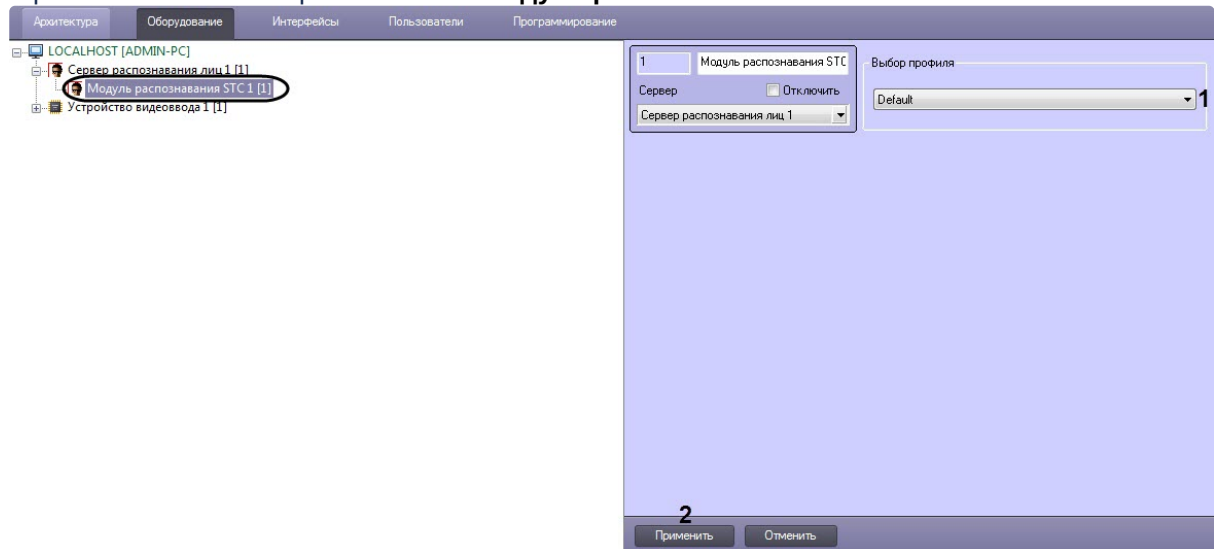 Архитектура Оборудование Интерфейсы Пользователи Программирование
LOCALHOST [ADMIN-PC]
Сервер распознавания лиц 1 [1]
Модуль распознавания STC 1 [1]
Устройство видеоввода 1 [1]
1 Модуль распознавания STC
Сервер Отключить
Сервер распознавания лиц 1
Выбор профиля
Default 1
2
Применить Отменить